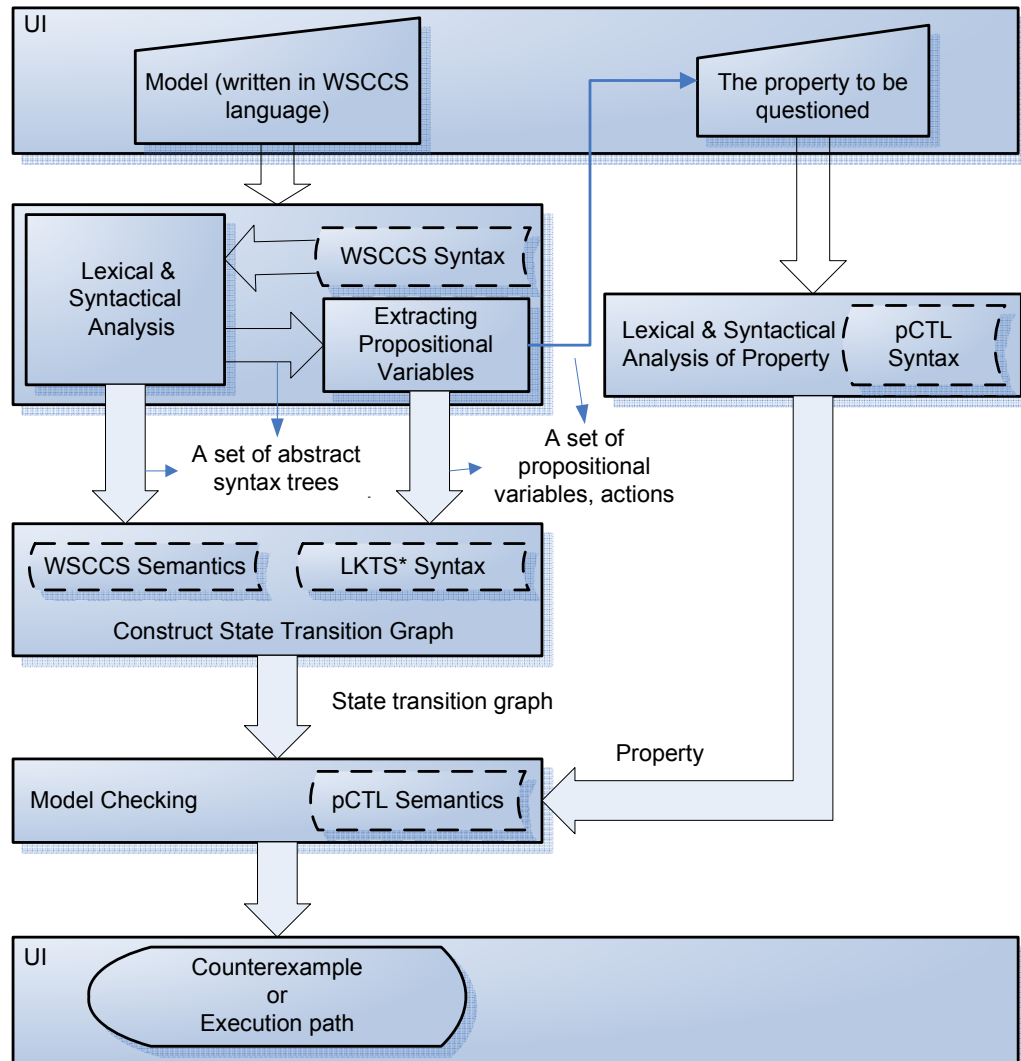 UI
Model (written in WSCCS
language)
The property to be
questioned
Lexical &
Syntactical
Analysis
WSCCS Syntax
Extracting
Propositional
Variables
Lexical & Syntactical
Analysis of Property
pCTL
Syntax
A set of abstract
syntax trees
A set of
propositional
variables, actions
WSCCS Semantics
LKTS* Syntax
Construct State Transition Graph
State transition graph
Property
Model Checking
pCTL Semantics
UI
Counterexample
or
Execution path